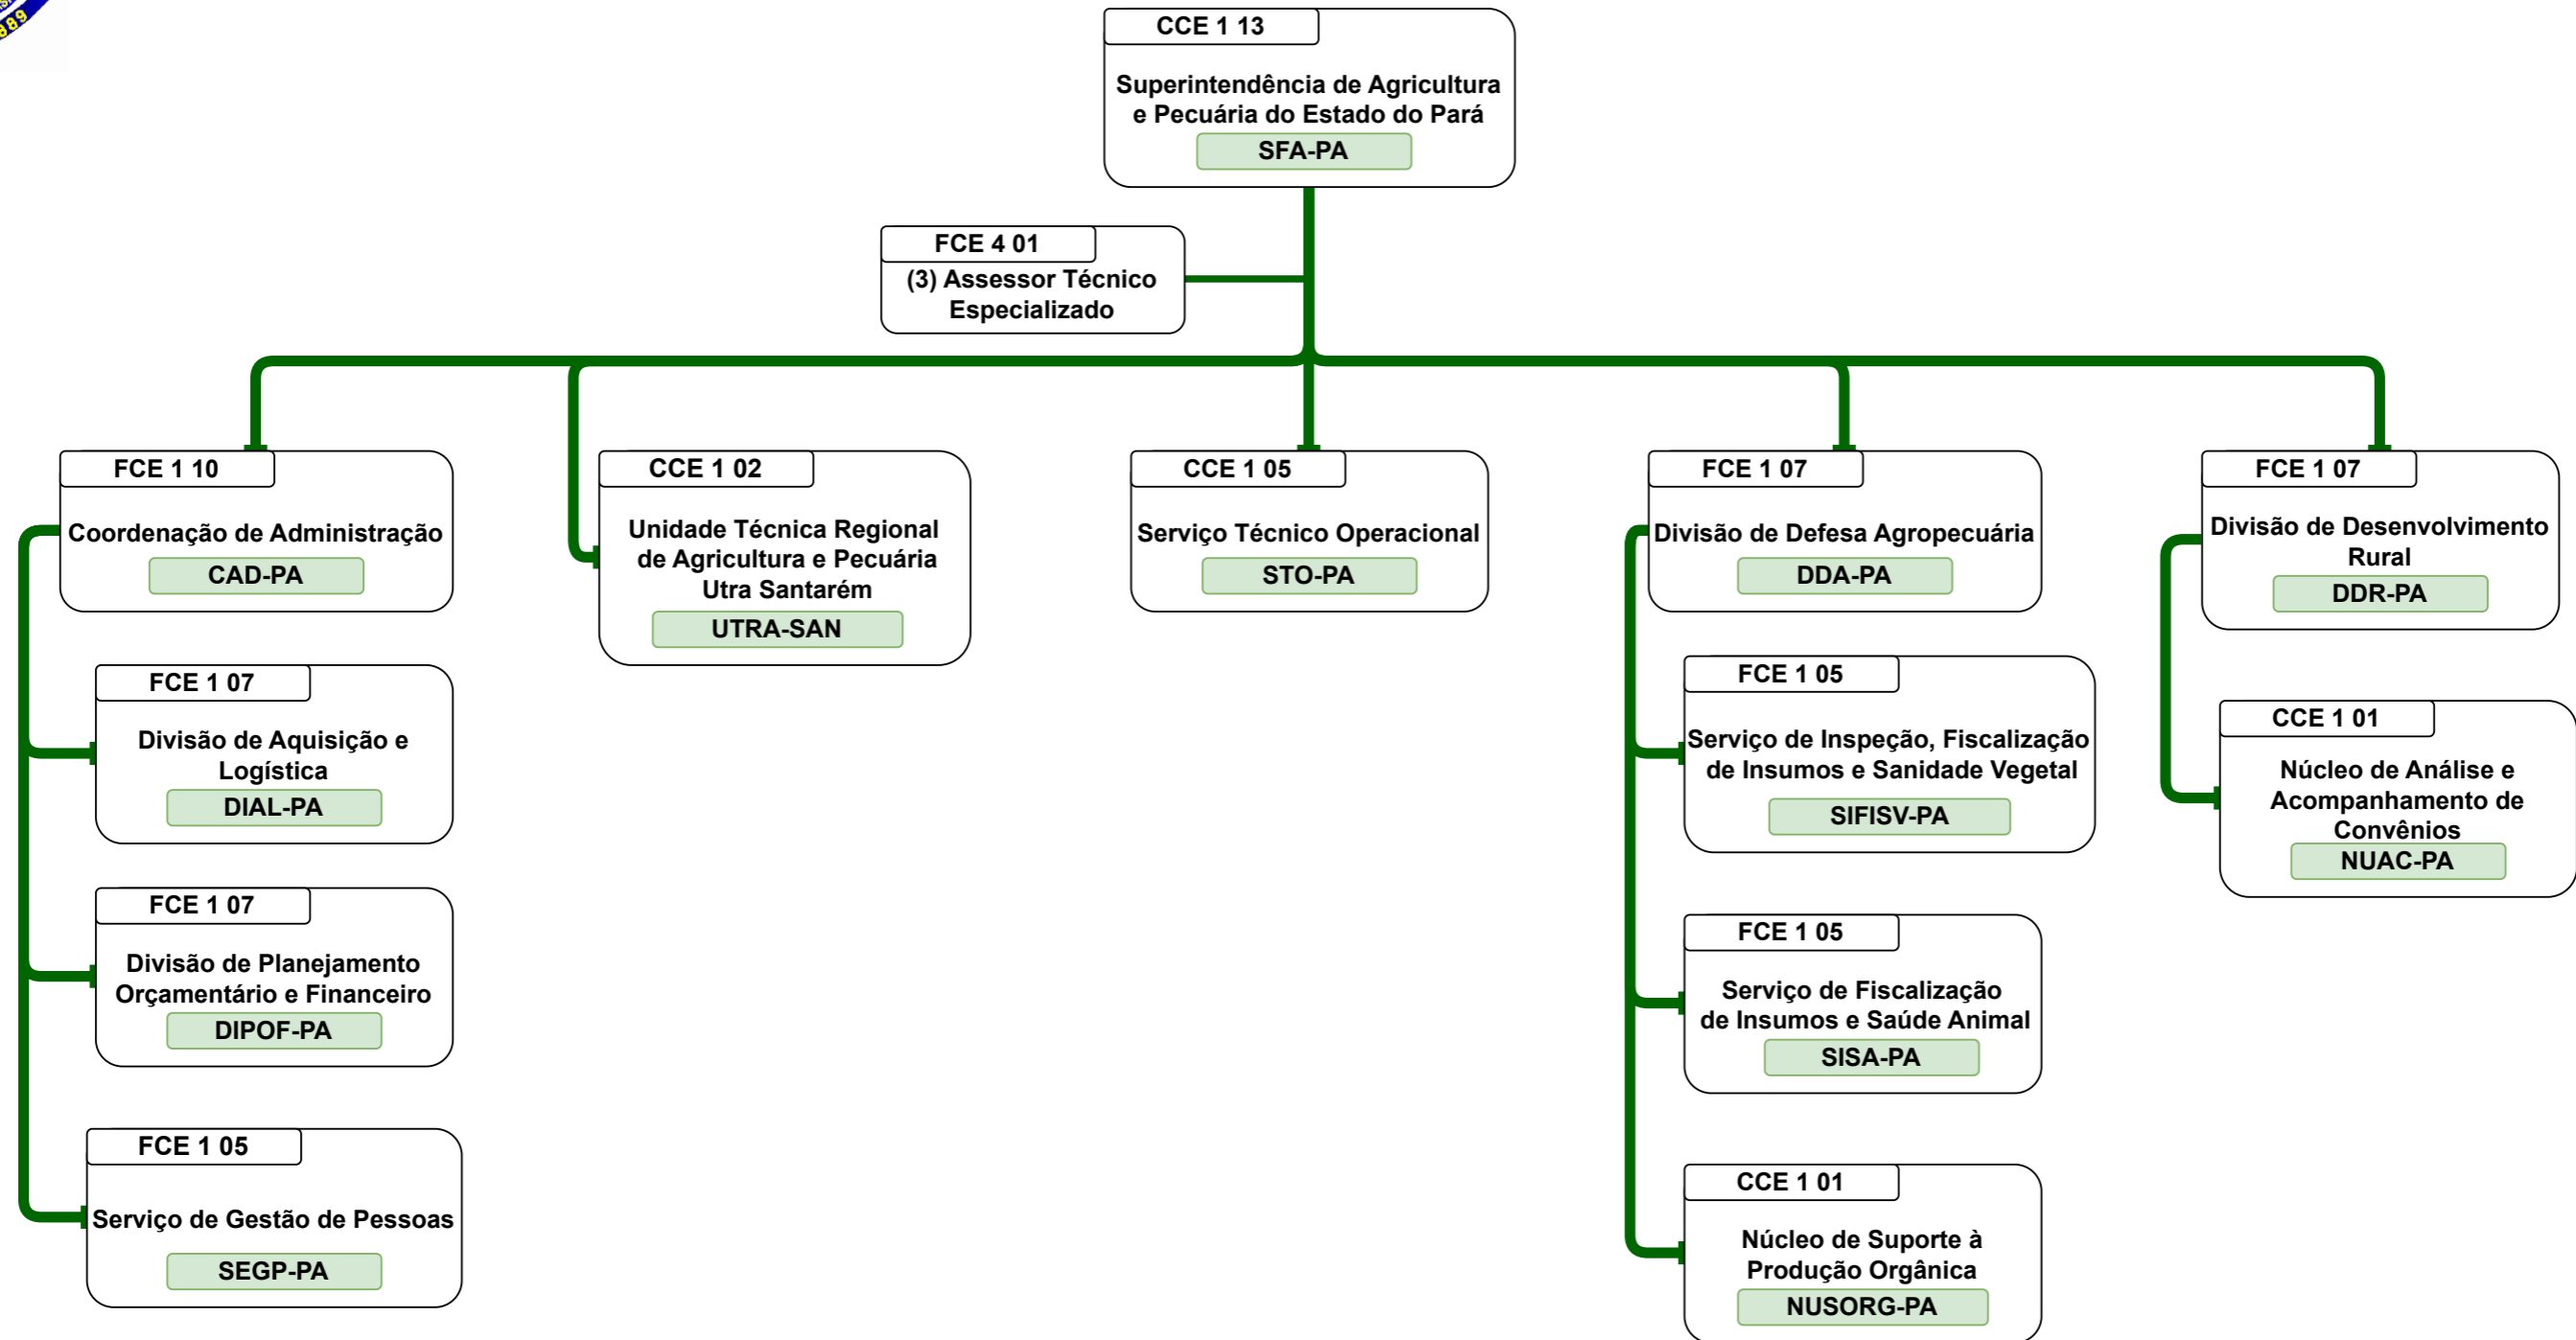 CCE 1 13
Superintendência de Agricultura
e Pecuária do Estado do Pará
SFA-PA
FCE 4 01
(3) Assessor Técnico
Especializado
FCE 1 10
Coordenação de Administração
CAD-PA
FCE 1 07
Divisão de Aquisição e
Logística
DIAL-PA
FCE 1 07
Divisão de Planejamento
Orçamentário e Financeiro
DIPOF-PA
FCE 1 05
Serviço de Gestão de Pessoas
SEGP-PA
CCE 1 02
Unidade Técnica Regional
de Agricultura e Pecuária
Utra Santarém
UTRA-SAN
CCE 1 05
Serviço Técnico Operacional
STO-PA
FCE 1 07
Divisão de Defesa Agropecuária
DDA-PA
FCE 1 05
Serviço de Inspeção, Fiscalização
de Insumos e Sanidade Vegetal
SIFISV-PA
FCE 1 05
Serviço de Fiscalização
de Insumos e Saúde Animal
SISA-PA
CCE 1 01
Núcleo de Suporte à
Produção Orgânica
NUSORG-PA
FCE 1 07
Divisão de Desenvolvimento
Rural
DDR-PA
CCE 1 01
Núcleo de Análise e
Acompanhamento de
Convênios
NUAC-PA